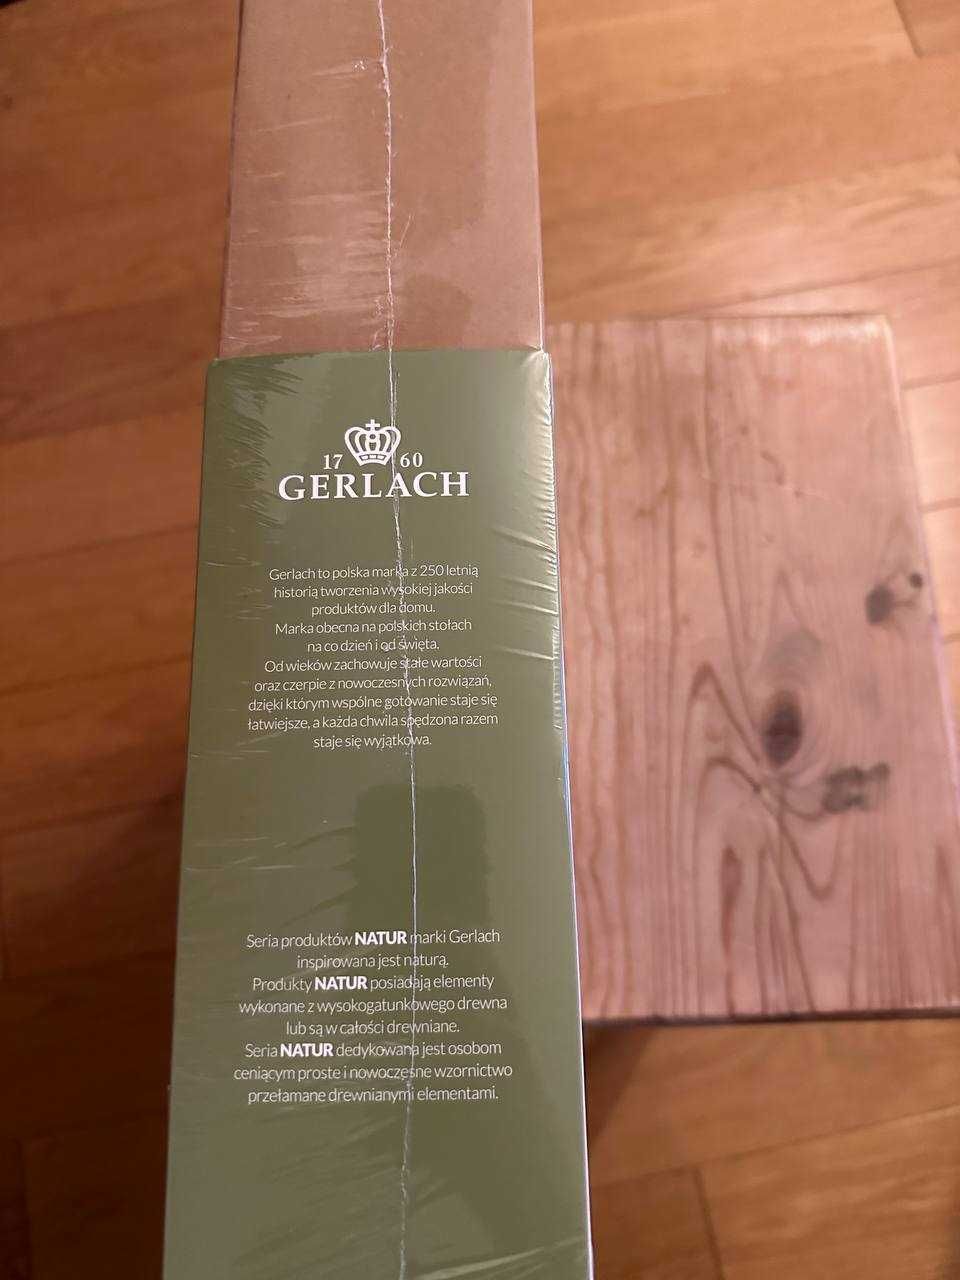 17 60
GERLACH
Gerlach to polska marka z 250 letnią
historią tworzenia wysokiej jakości
produktów dla domu.
Marka obecna na polskich stołach
na co dzień i od święta.
Od wieków zachowuje stałe wartości
oraz czerpie z nowoczesnych rozwiązań,
dzięki którym wspólne gotowanie staje się
łatwiejsze, a każda chwila spędzona razem
staje się wyjątkowa.
Seria produktów NATUR marki Gerlach
inspirowana jest naturą.
Produkty NATUR posiadają elementy
wykonane z wysokogatunkowego drewna
lub są w całości drewniane.
Seria NATUR dedykowana jest osobom
ceniącym proste i nowoczesne wzornictwo
przełamane drewnianymi elementami.